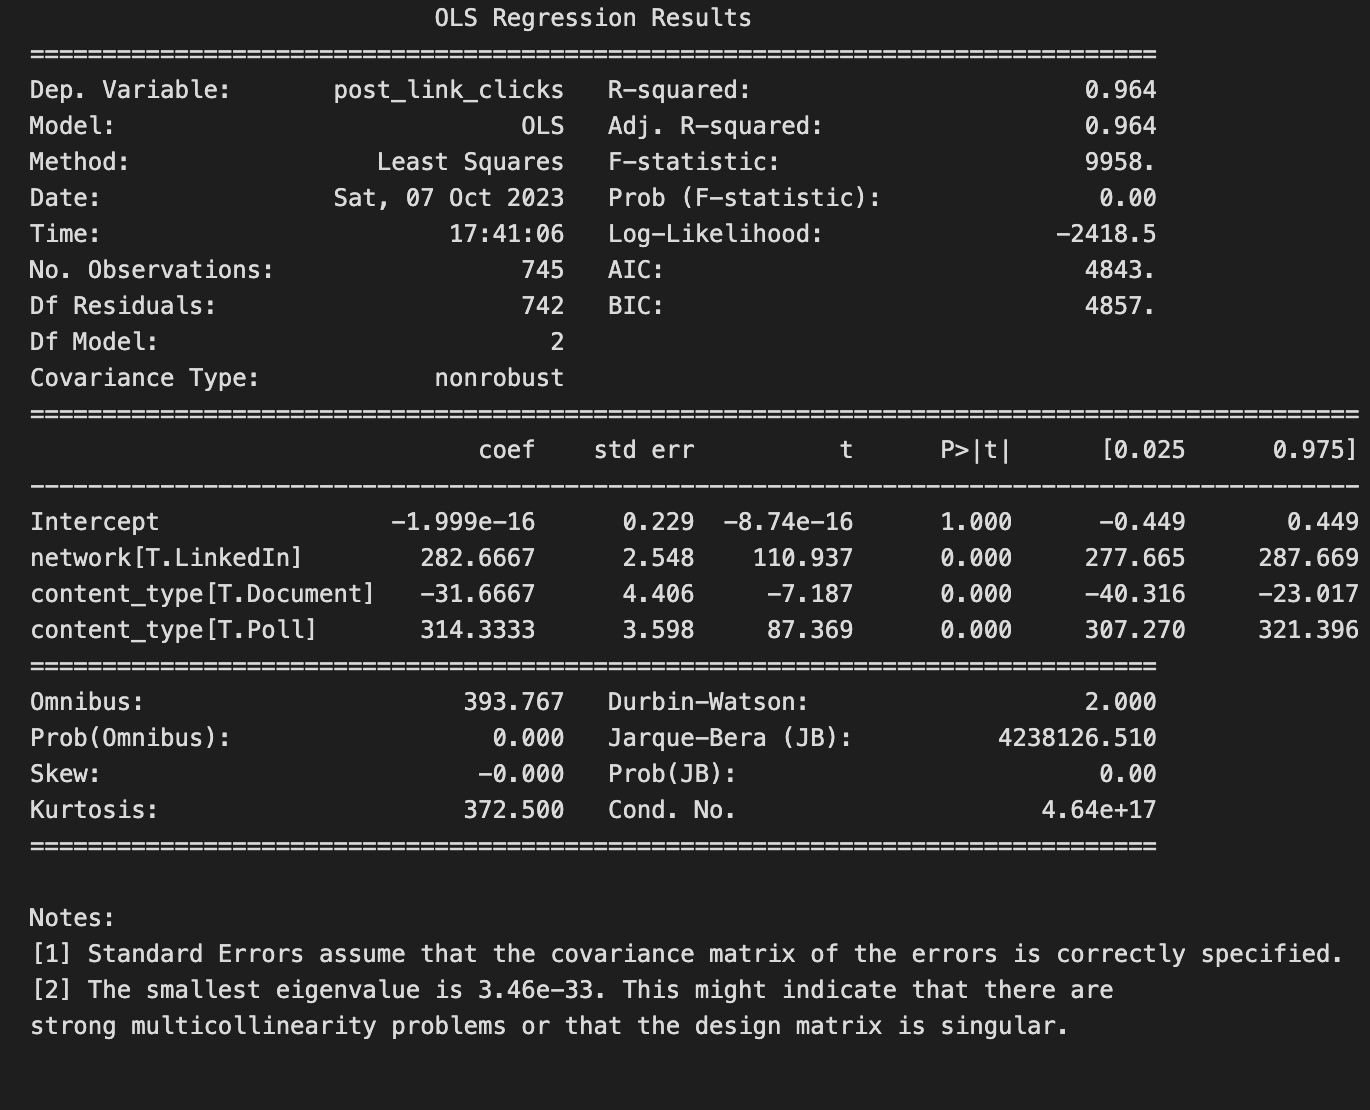 OLS Regression Results
==============================================================================
Dep. Variable: post_link_clicks R-squared: 0.964
Model: OLS Adj. R-squared: 0.964
Method: Least Squares F-statistic: 9958.
Date: Sat, 07 Oct 2023 Prob (F-statistic): 0.00
Time: 17:41:06 Log-Likelihood: -2418.5
No. Observations: 745 AIC: 4843.
Df Residuals: 742 BIC: 4857.
Df Model: 2
Covariance Type: nonrobust
============================================================================================
coef std err t P>|t| [0.025 0.975]
--------------------------------------------------------------------------------------------
Intercept -1.999e-16 0.229 -8.74e-16 1.000 -0.449 0.449
network[T.LinkedIn] 282.6667 2.548 110.937 0.000 277.665 287.669
content_type[T.Document] -31.6667 4.406 -7.187 0.000 -40.316 -23.017
content_type[T.Poll] 314.3333 3.598 87.369 0.000 307.270 321.396
==============================================================================
Omnibus: 393.767 Durbin-Watson: 2.000
Prob(Omnibus): 0.000 Jarque-Bera (JB): 4238126.510
Skew: -0.000 Prob(JB): 0.00
Kurtosis: 372.500 Cond. No. 4.64e+17
==============================================================================
Notes:
[1] Standard Errors assume that the covariance matrix of the errors is correctly specified.
[2] The smallest eigenvalue is 3.46e-33. This might indicate that there are
strong multicollinearity problems or that the design matrix is singular.